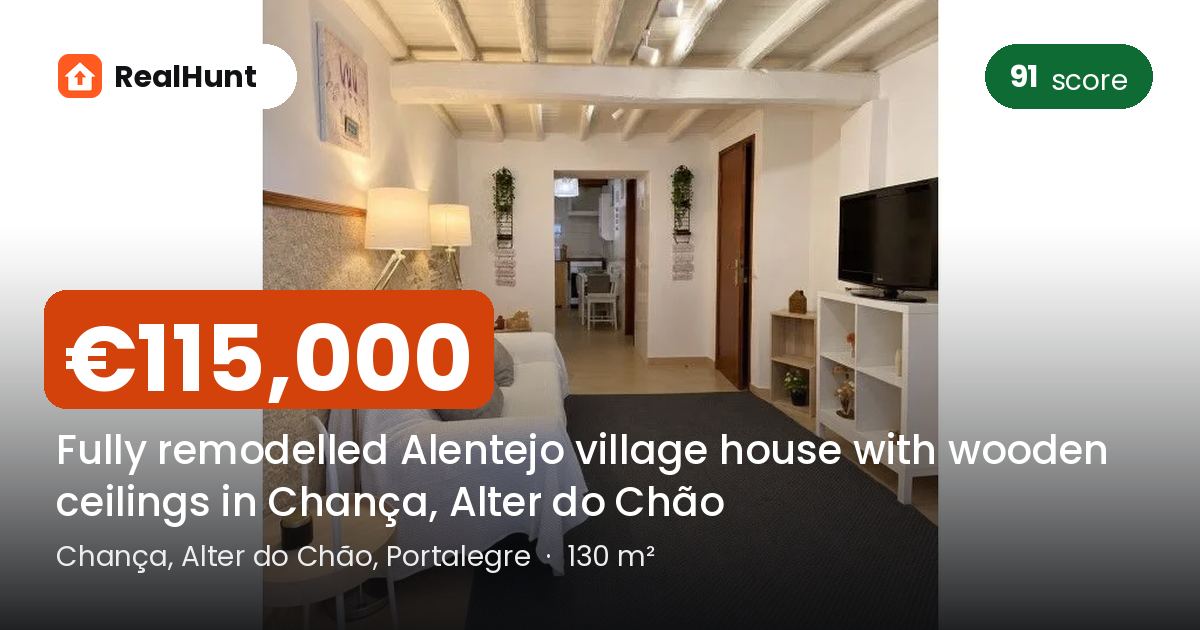 RealHunt
91 score
€115,000
Fully remodelled Alentejo village house with wooden
ceilings in Chança, Alter do Chão
Chança, Alter do Chão, Portalegre · 130 m²